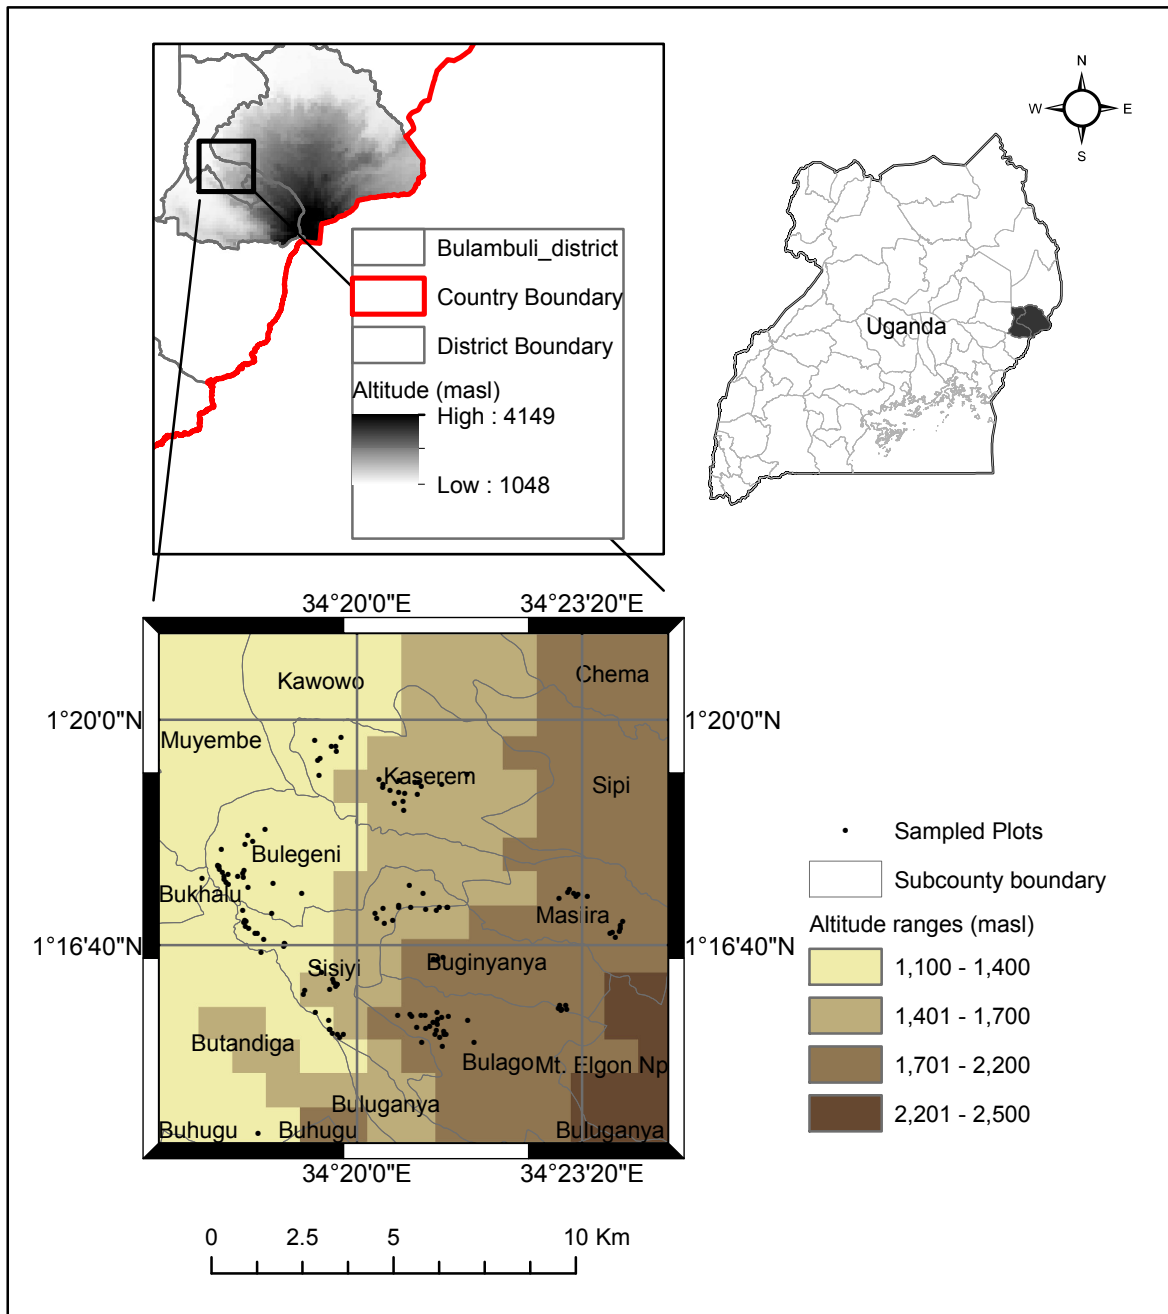 N
W E
S
Bulambuli_district
Country Boundary
District Boundary
Altitude (masl)
High : 4149
Low : 1048
Uganda
34°20'0"E 34°23'20"E
Kawowo
Chema
1°20'0"N 1°20'0"N
Muyembe
Kaserem
Sipi
Bulegeni
Bukhalu
Masira
1°16'40"N 1°16'40"N
Sisiyi
Buginyanya
Butandiga
Bulago
Mt. Elgon Np
Buluganya
Buhugu
Buhugu
Buluganya
34°20'0"E 34°23'20"E
Sampled Plots
Subcounty boundary
Altitude ranges (masl)
1,100 - 1,400
1,401 - 1,700
1,701 - 2,200
2,201 - 2,500
0 2.5 5 10 Km